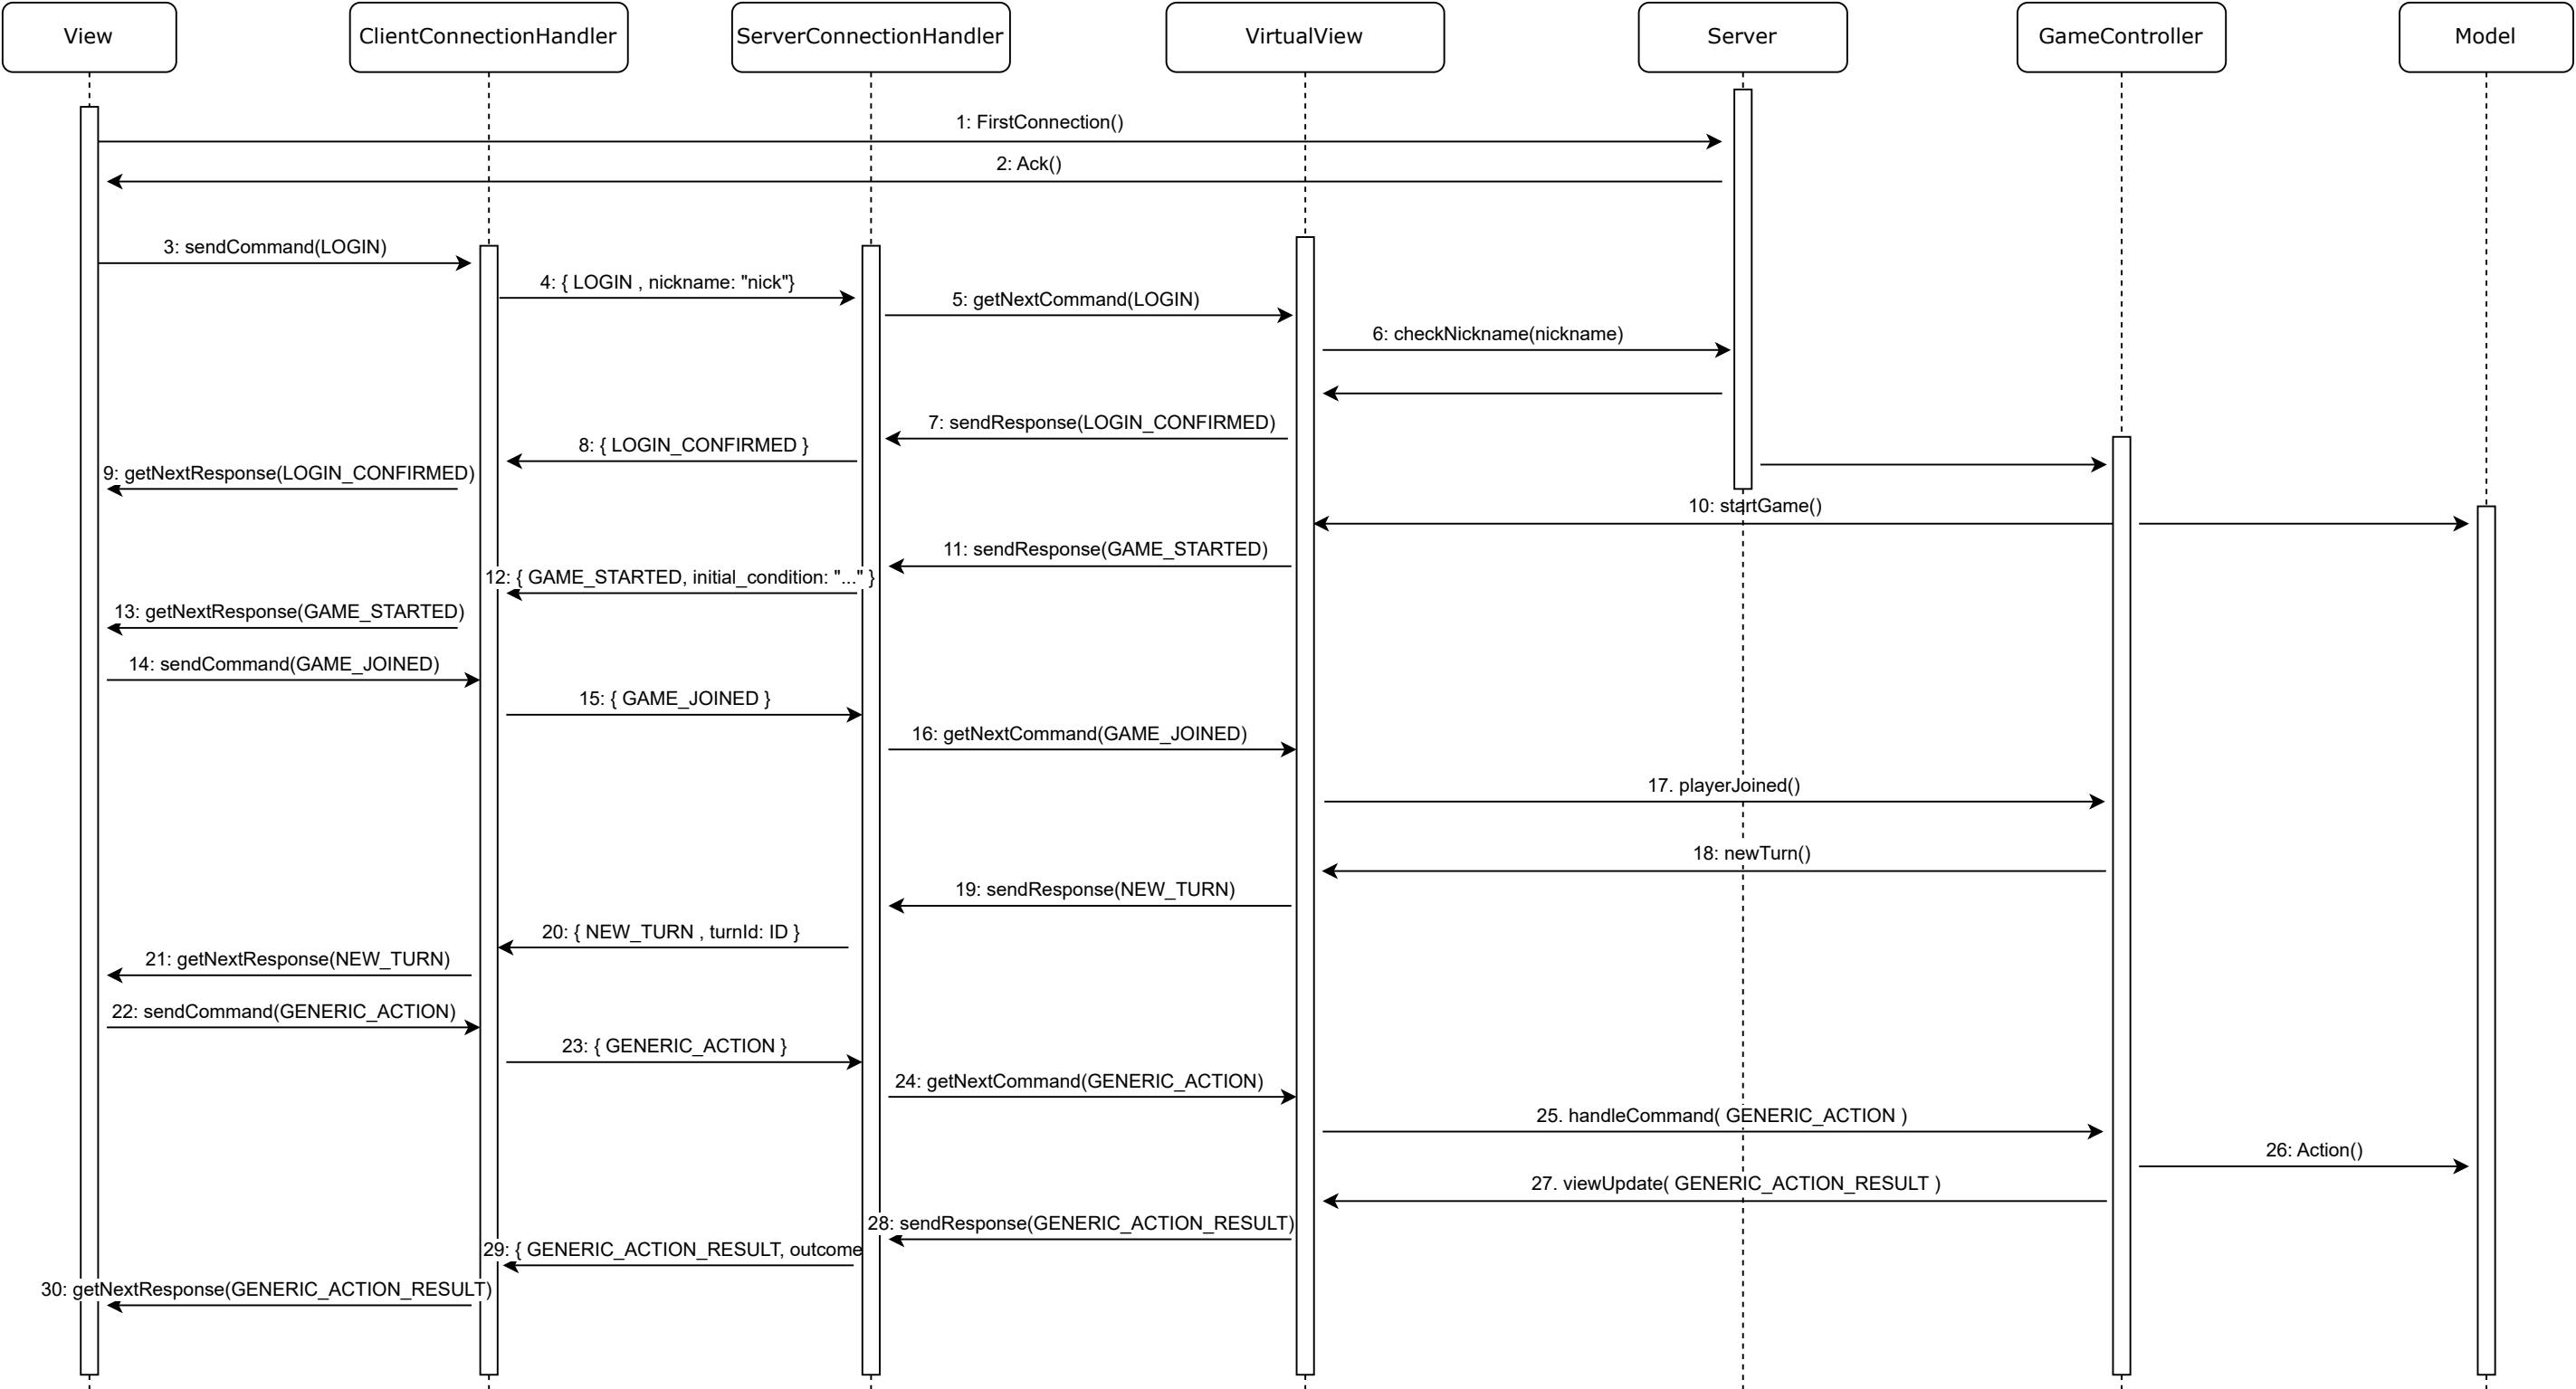 View
ClientConnectionHandler
ServerConnectionHandler
VirtualView
Server
GameController
Model
1: FirstConnection()
2: Ack()
3: sendCommand(LOGIN)
4: { LOGIN , nickname: "nick"}
5: getNextCommand(LOGIN)
6: checkNickname(nickname)
7: sendResponse(LOGIN_CONFIRMED)
8: { LOGIN_CONFIRMED }
9: getNextResponse(LOGIN_CONFIRMED)
10: startGame()
11: sendResponse(GAME_STARTED)
12: { GAME_STARTED, initial_condition: "..." }
13: getNextResponse(GAME_STARTED)
14: sendCommand(GAME_JOINED)
15: { GAME_JOINED }
16: getNextCommand(GAME_JOINED)
17. playerJoined()
18: newTurn()
19: sendResponse(NEW_TURN)
20: { NEW_TURN , turnId: ID }
21: getNextResponse(NEW_TURN)
22: sendCommand(GENERIC_ACTION)
23: { GENERIC_ACTION }
24: getNextCommand(GENERIC_ACTION)
25. handleCommand( GENERIC_ACTION )
26: Action()
27. viewUpdate( GENERIC_ACTION_RESULT )
28: sendResponse(GENERIC_ACTION_RESULT)
29: { GENERIC_ACTION_RESULT, outcome
30: getNextResponse(GENERIC_ACTION_RESULT)